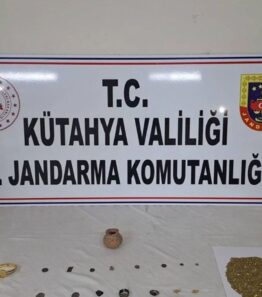 T.C.
KÜTAHYA VALİLİĞİ
JANDARMA KOMUTANLIĞ